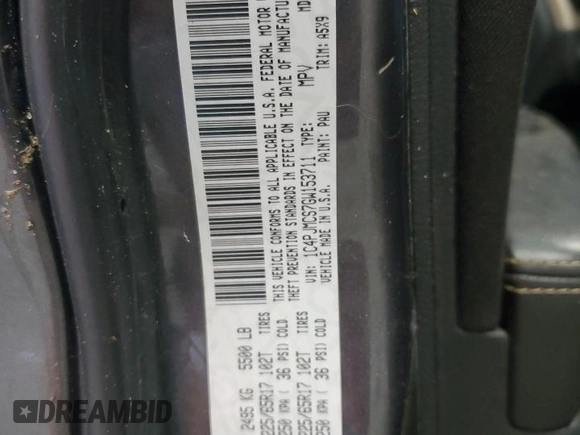 2495 KG 5500 LB
225/65R17 102T TIRES
250 KPA ( 36 PSI) COLD
225/65R17 102T TIRES
250 KPA ( 36 PSI) COLD
THIS VEHICLE CONFORMS TO ALL APPLICABLE U.S.A. FEDERAL MOTOR
THEFT PREVENTION STANDARDS IN EFFECT ON THE DATE OF MANUFACTU
VIN: 1C4PJMCS7GW153711 TYPE: MPV MD
VEHICLE MADE IN U.S.A. PAINT: PAU TRIM: A5X9
DRIVERHISTORY